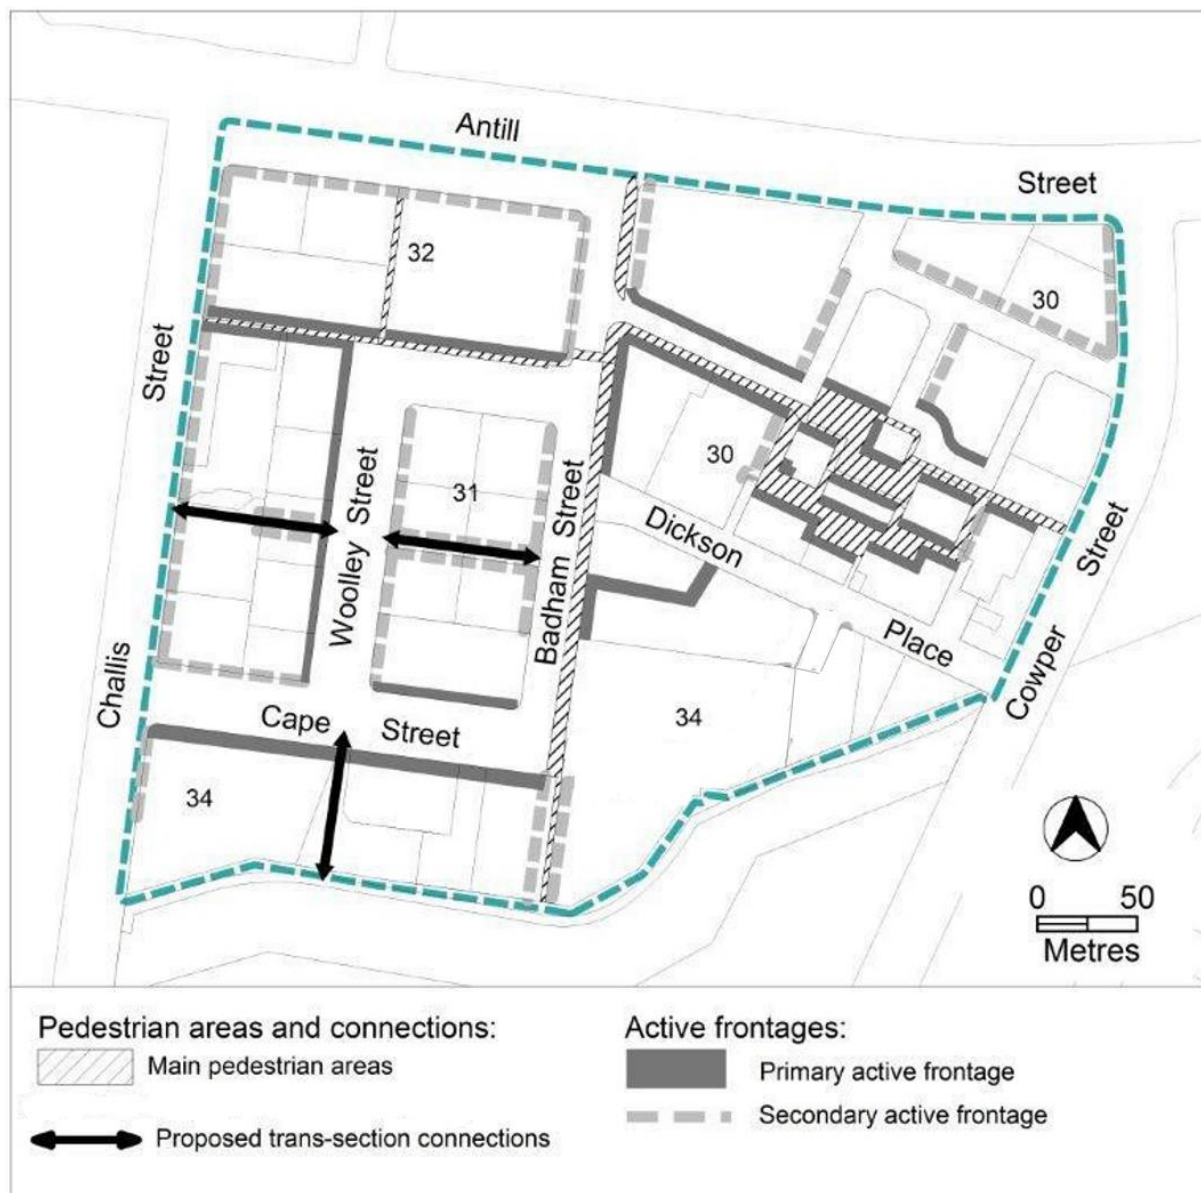 Antill
Street
32
30
Street
30
31
Woolley Street
Badham Street
Dickson
Place
Street
Cowper
Challis
Cape Street
34
34
0 50
Metres
Pedestrian areas and connections:
Main pedestrian areas
Proposed trans-section connections
Active frontages:
Primary active frontage
Secondary active frontage